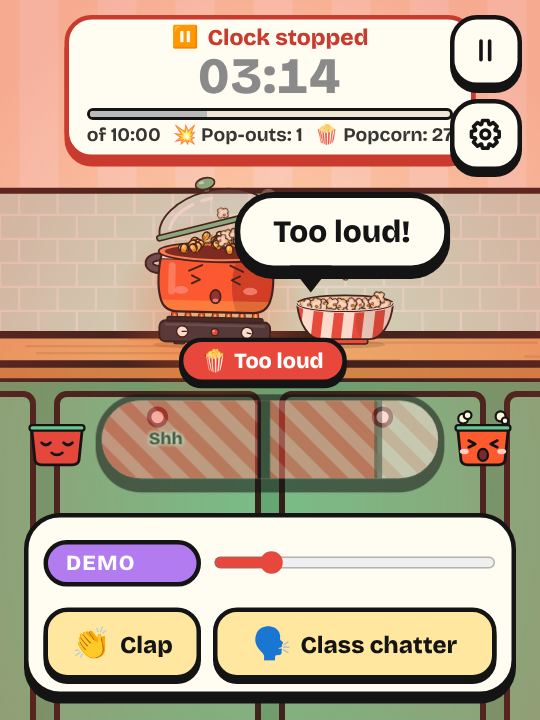 Clock stopped
03:14
of 10:00 Pop-outs: 1 Popcorn: 27
Too loud!
Too loud
Shh
DEMO
Clap
Class chatter